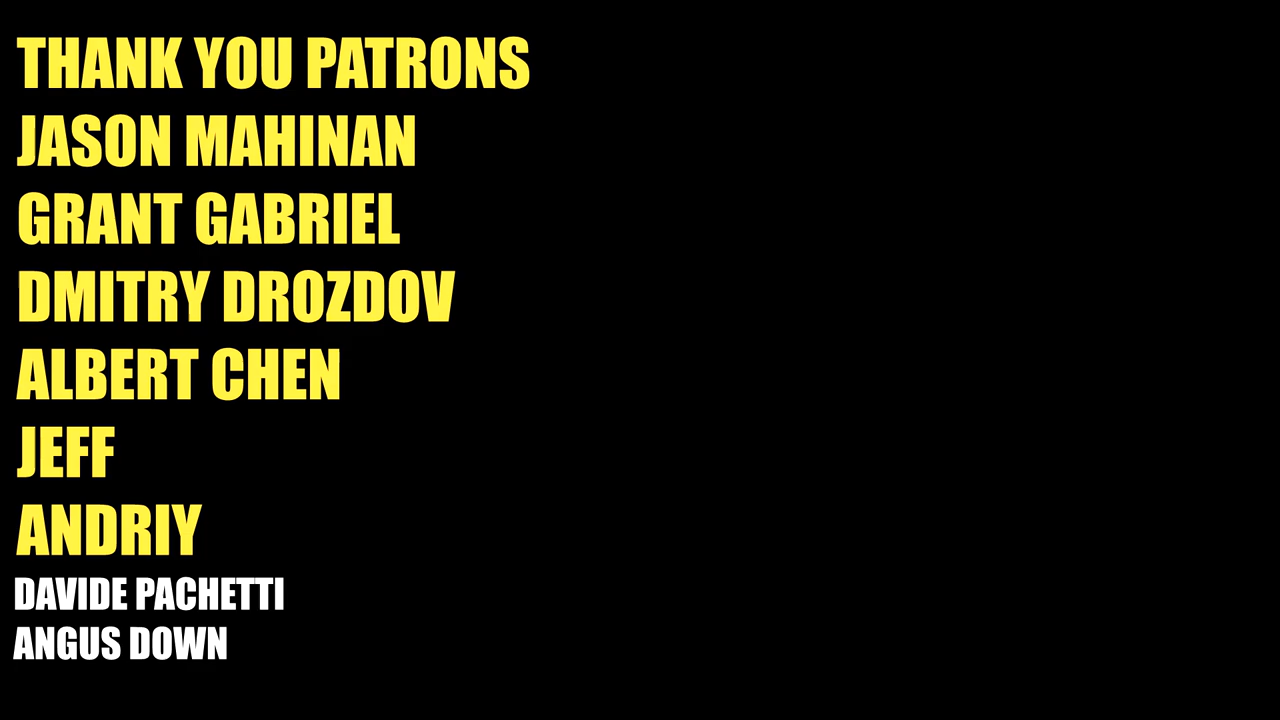 THANK YOU PATRONS
JASON MAHINAN
GRANT GABRIEL
DMITRY DROZDOV
ALBERT CHEN
JEFF
ANDRIY
DAVIDE PACHETTI
ANGUS DOWN